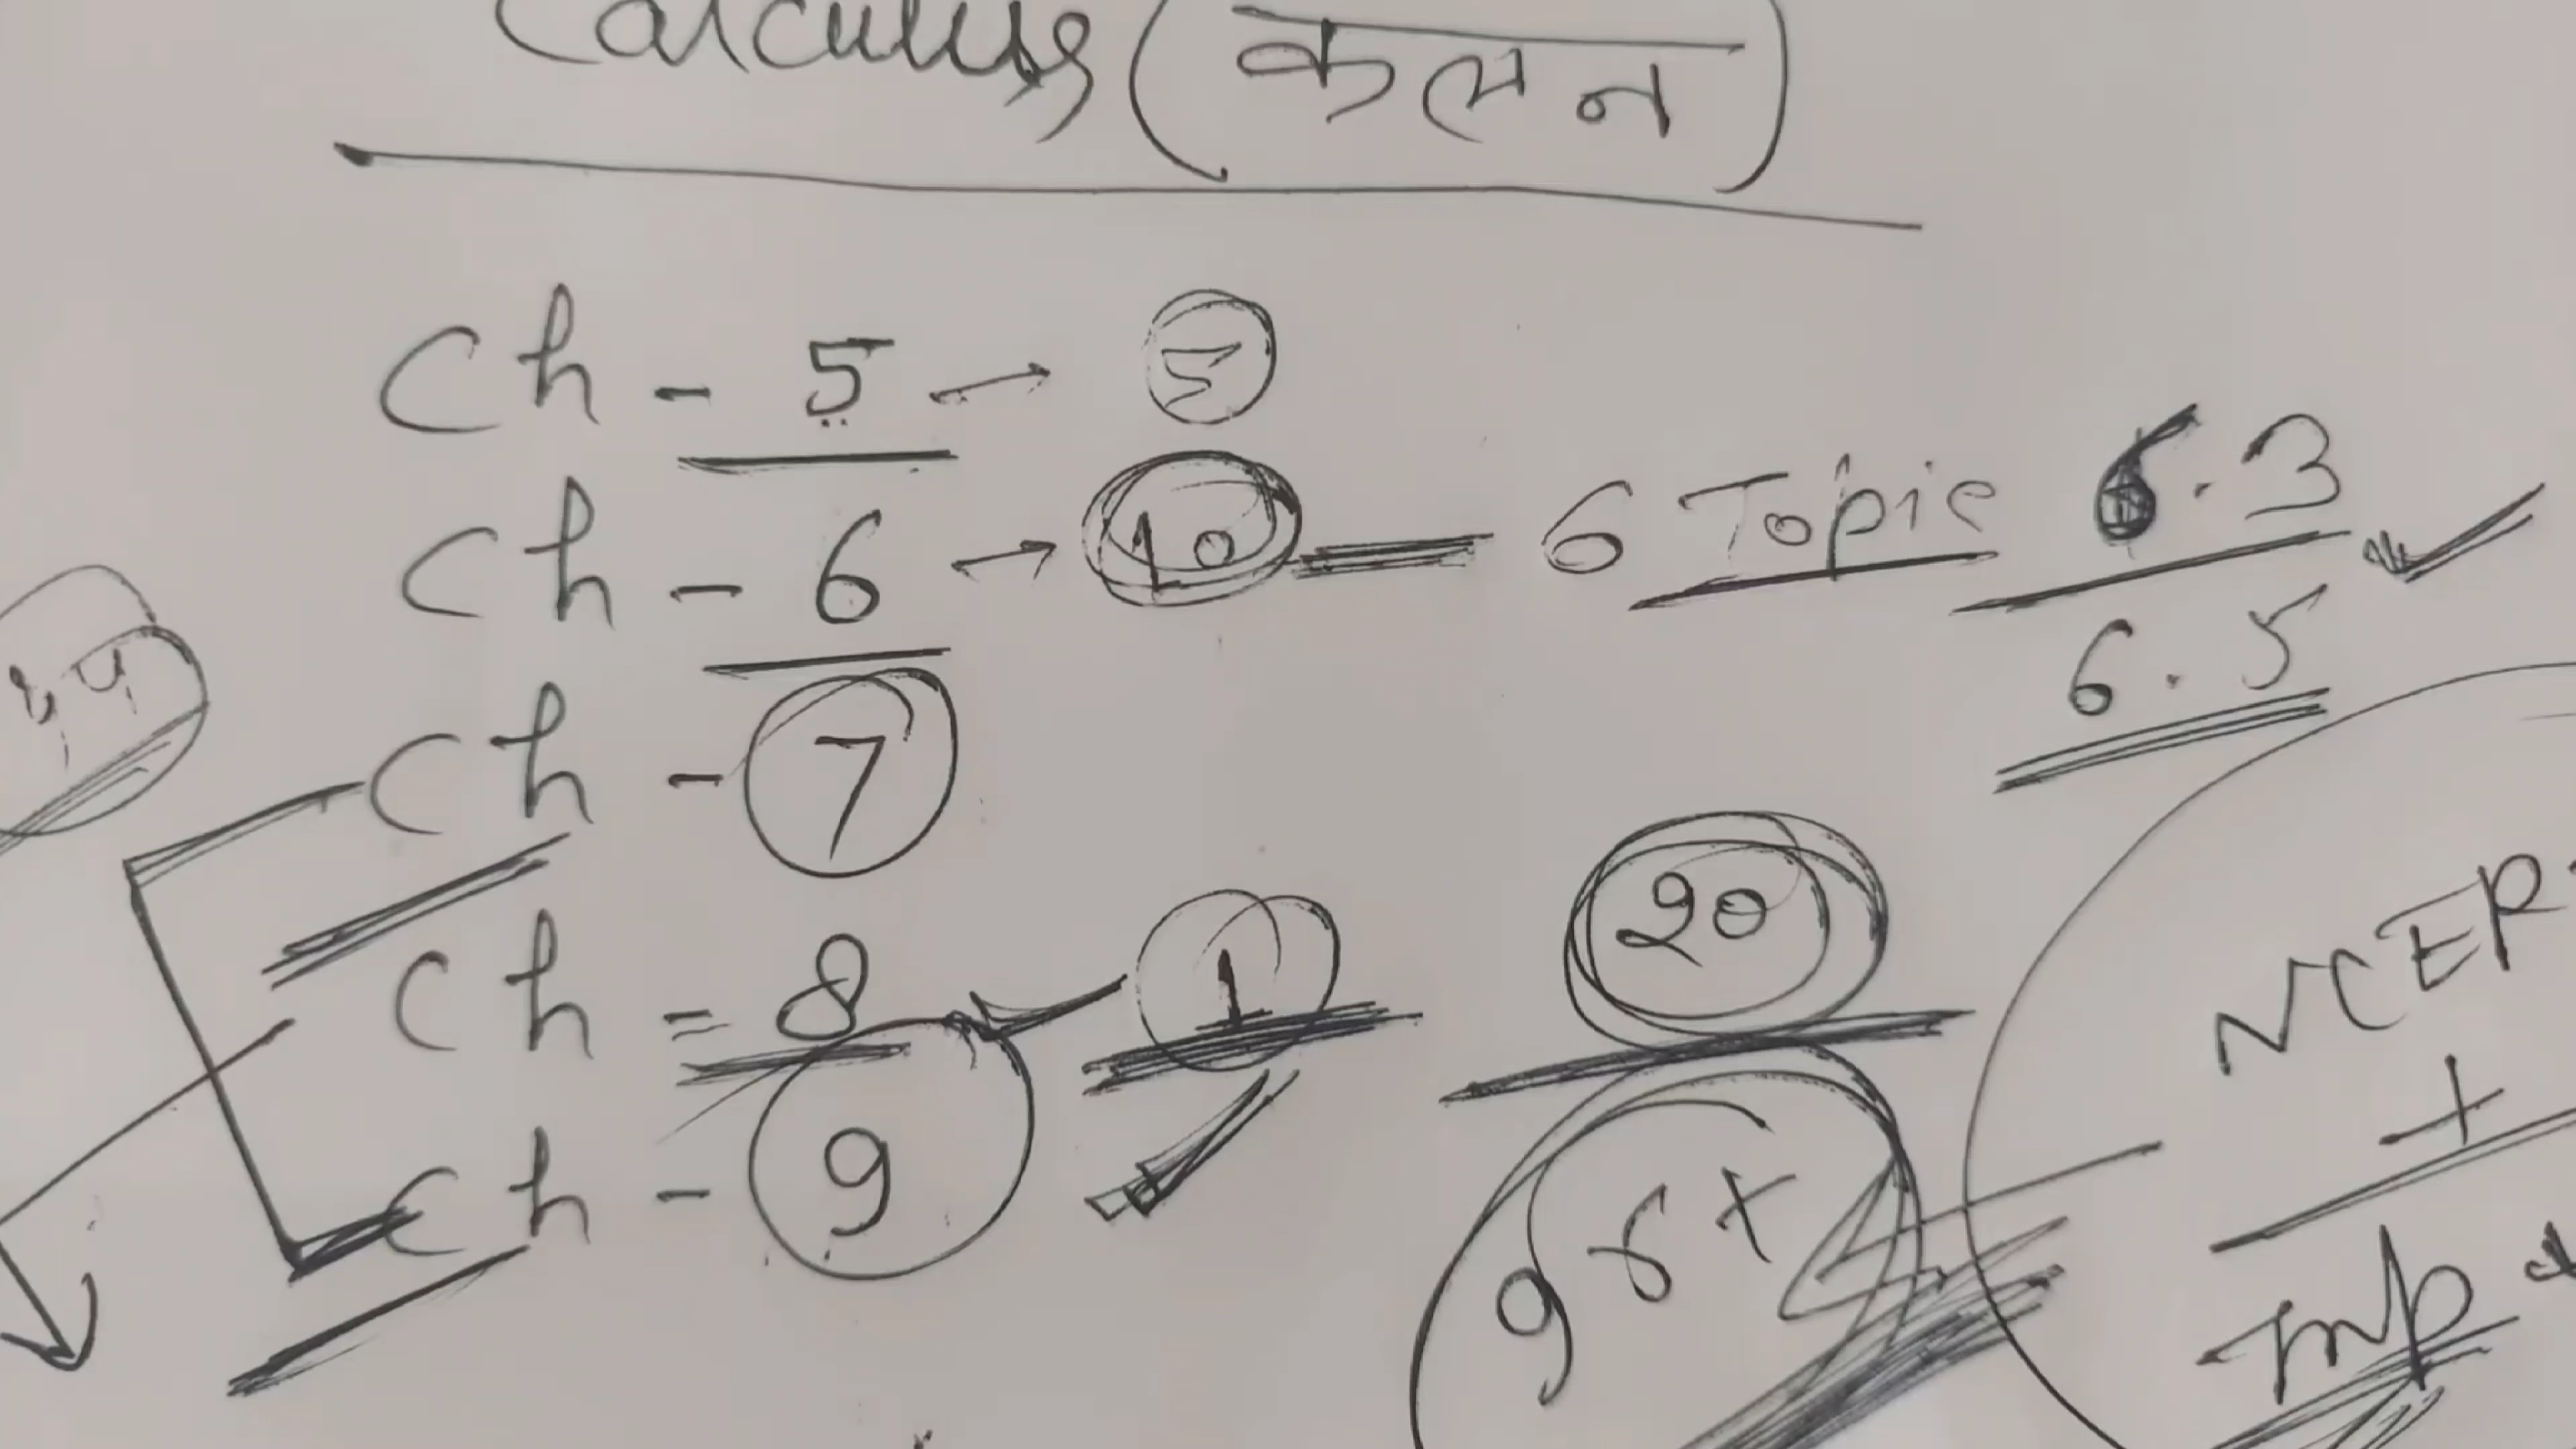 Calculus (कलन)
Ch - 5 → 5
Ch - 6 → 10 — 6 Topic 6.3
6.5
Ch - 7
Ch = 8 1 20
NCER
+
Imp
Ch - 9